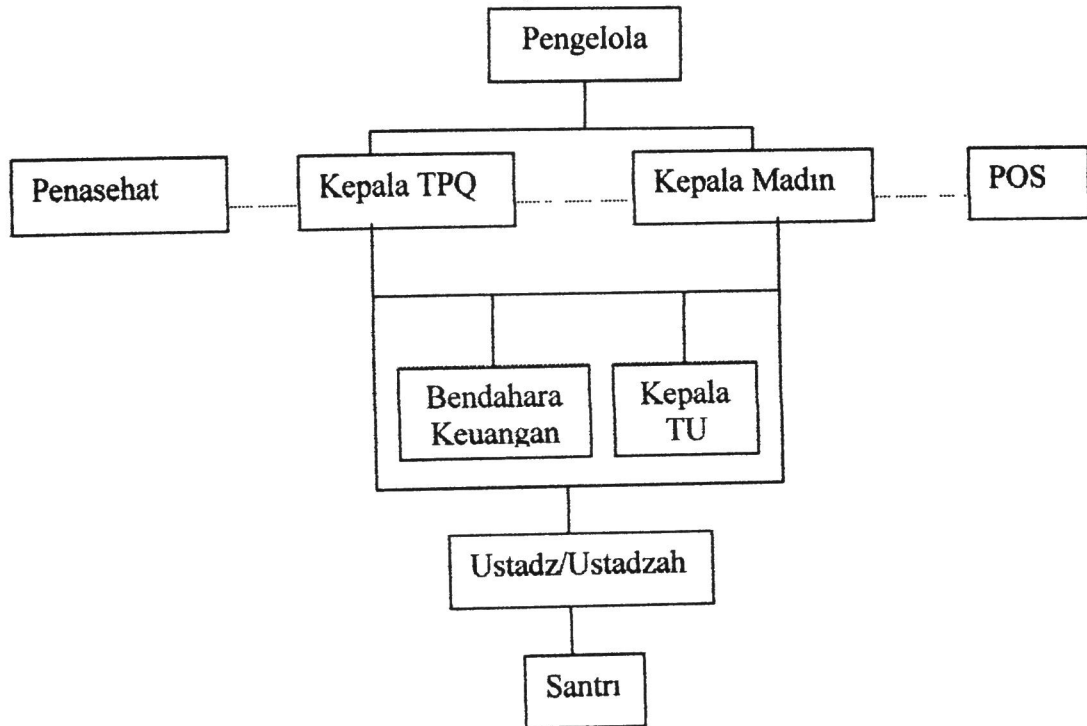 Pengelola
Penasehat
Kepala TPQ
Kepala Madin
POS
Bendahara
Keuangan
Kepala
TU
Ustadz/Ustadzah
Santri